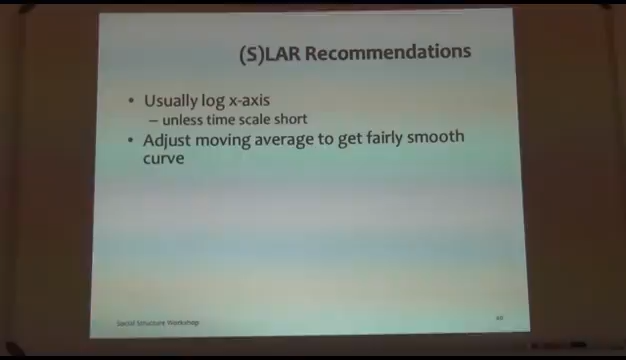 (S)LAR Recommendations
• Usually log x-axis
– unless time scale short
• Adjust moving average to get fairly smooth
curve
Social Structure Workshop